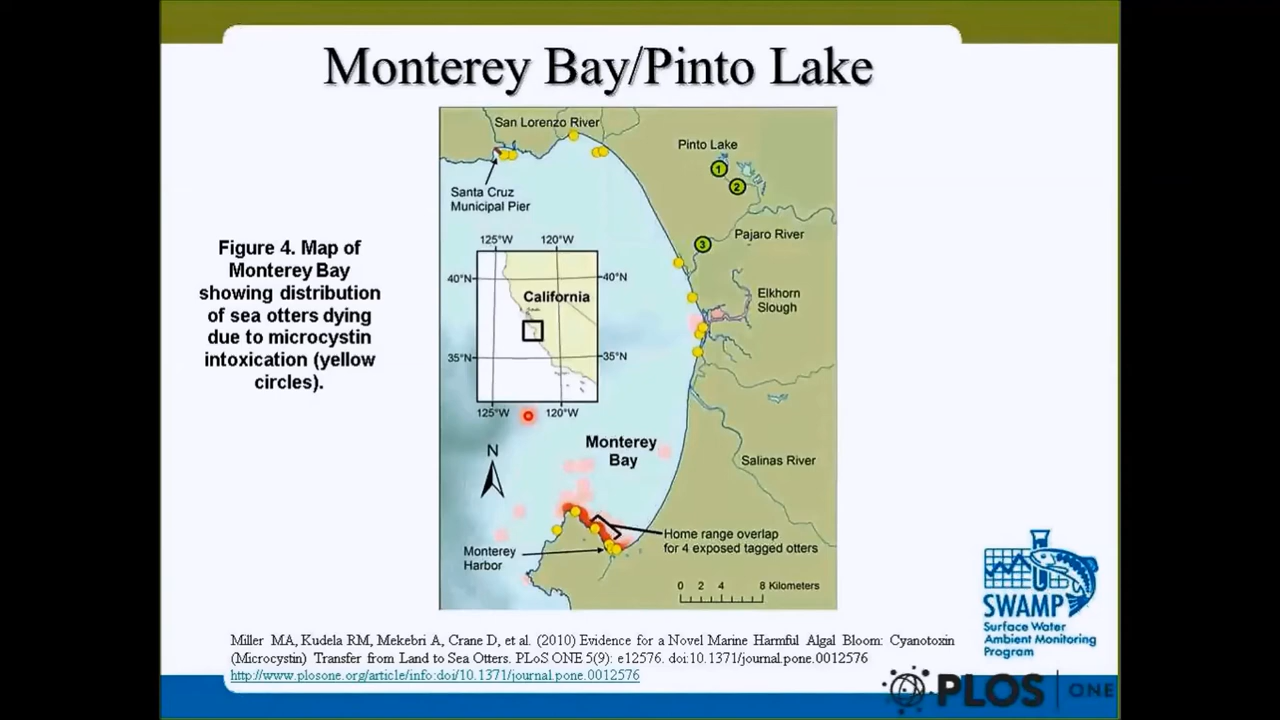 Monterey Bay/Pinto Lake
San Lorenzo River
Pinto Lake
1
2
Santa Cruz
Municipal Pier
Pajaro River
3
Figure 4. Map of
Monterey Bay
showing distribution
of sea otters dying
due to microcystin
intoxication (yellow
circles).
125°W 120°W
40°N 40°N
California
35°N 35°N
125°W 120°W
Elkhorn
Slough
N
Monterey
Bay
Salinas River
Home range overlap
for 4 exposed tagged otters
Monterey
Harbor
0 2 4 8 Kilometers
SWAMP
Surface Water
Ambient Monitoring
Program
Miller MA, Kudela RM, Mekebri A, Crane D, et al. (2010) Evidence for a Novel Marine Harmful Algal Bloom: Cyanotoxin
(Microcystin) Transfer from Land to Sea Otters. PLoS ONE 5(9): e12576. doi:10.1371/journal.pone.0012576
http://www.plosone.org/article/info:doi/10.1371/journal.pone.0012576
PLOS ONE